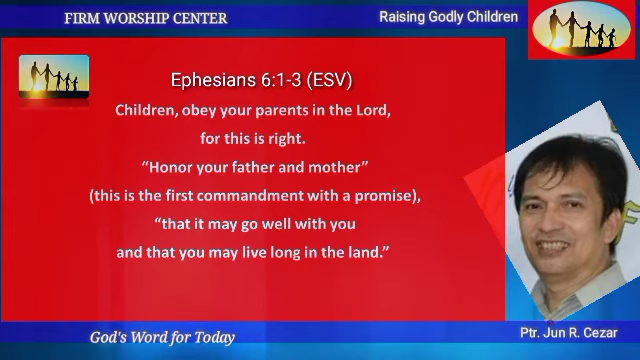 FIRM WORSHIP CENTER
Raising Godly Children
Ephesians 6:1-3 (ESV)
Children, obey your parents in the Lord,
for this is right.
“Honor your father and mother”
(this is the first commandment with a promise),
“that it may go well with you
and that you may live long in the land.”
God's Word for Today
Ptr. Jun R. Cezar